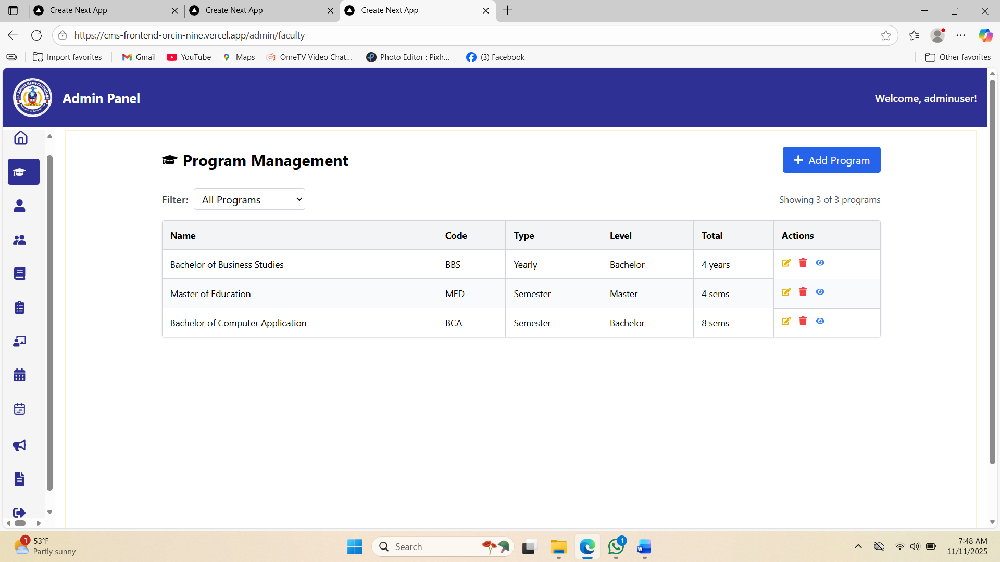 Create Next App
Create Next App
Create Next App
https://cms-frontend-orcin-nine.vercel.app/admin/faculty
Import favorites
Gmail
YouTube
Maps
OmeTV Video Chat...
Photo Editor : Pixlr...
(3) Facebook
Other favorites
Admin Panel
Welcome, adminuser!
Program Management
Add Program
Filter: All Programs
Showing 3 of 3 programs
Name Code Type Level Total Actions
Bachelor of Business Studies BBS Yearly Bachelor 4 years
Master of Education MED Semester Master 4 sems
Bachelor of Computer Application BCA Semester Bachelor 8 sems
1
53°F
Partly sunny
Search
1
W
7:48 AM
11/11/2025